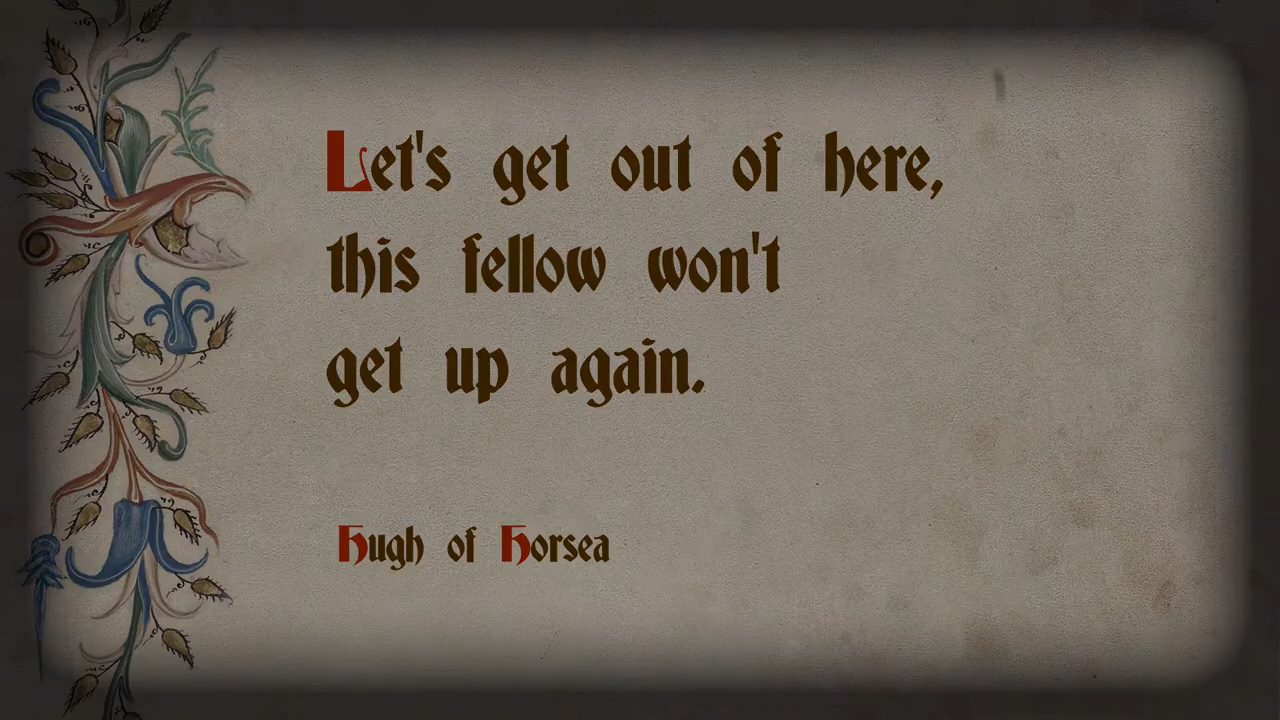 Let's get out of here,
this fellow won't
get up again.
Hugh of Horsea